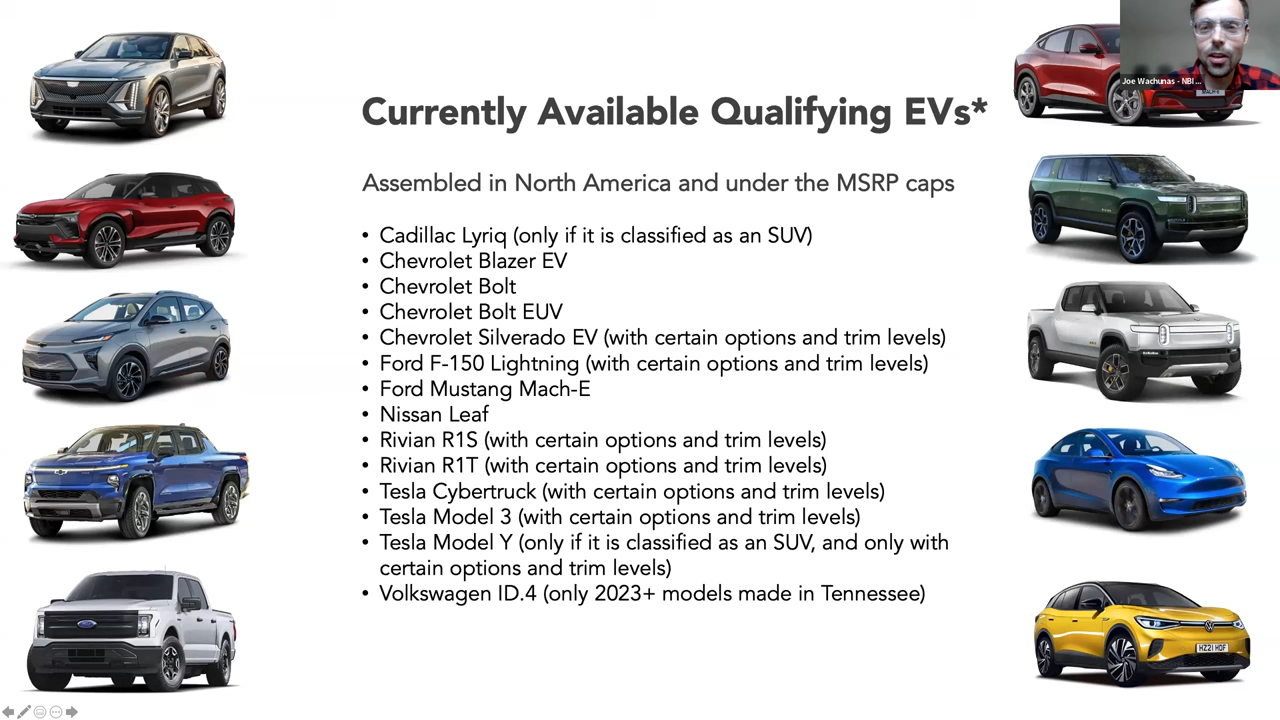 Currently Available Qualifying EVs*
Assembled in North America and under the MSRP caps
• Cadillac Lyriq (only if it is classified as an SUV)
• Chevrolet Blazer EV
• Chevrolet Bolt
• Chevrolet Bolt EUV
• Chevrolet Silverado EV (with certain options and trim levels)
• Ford F-150 Lightning (with certain options and trim levels)
• Ford Mustang Mach-E
• Nissan Leaf
• Rivian R1S (with certain options and trim levels)
• Rivian R1T (with certain options and trim levels)
• Tesla Cybertruck (with certain options and trim levels)
• Tesla Model 3 (with certain options and trim levels)
• Tesla Model Y (only if it is classified as an SUV, and only with
certain options and trim levels)
• Volkswagen ID.4 (only 2023+ models made in Tennessee)
Joe Wachunas - NBI ...
MACH-E
HZ21 HDF